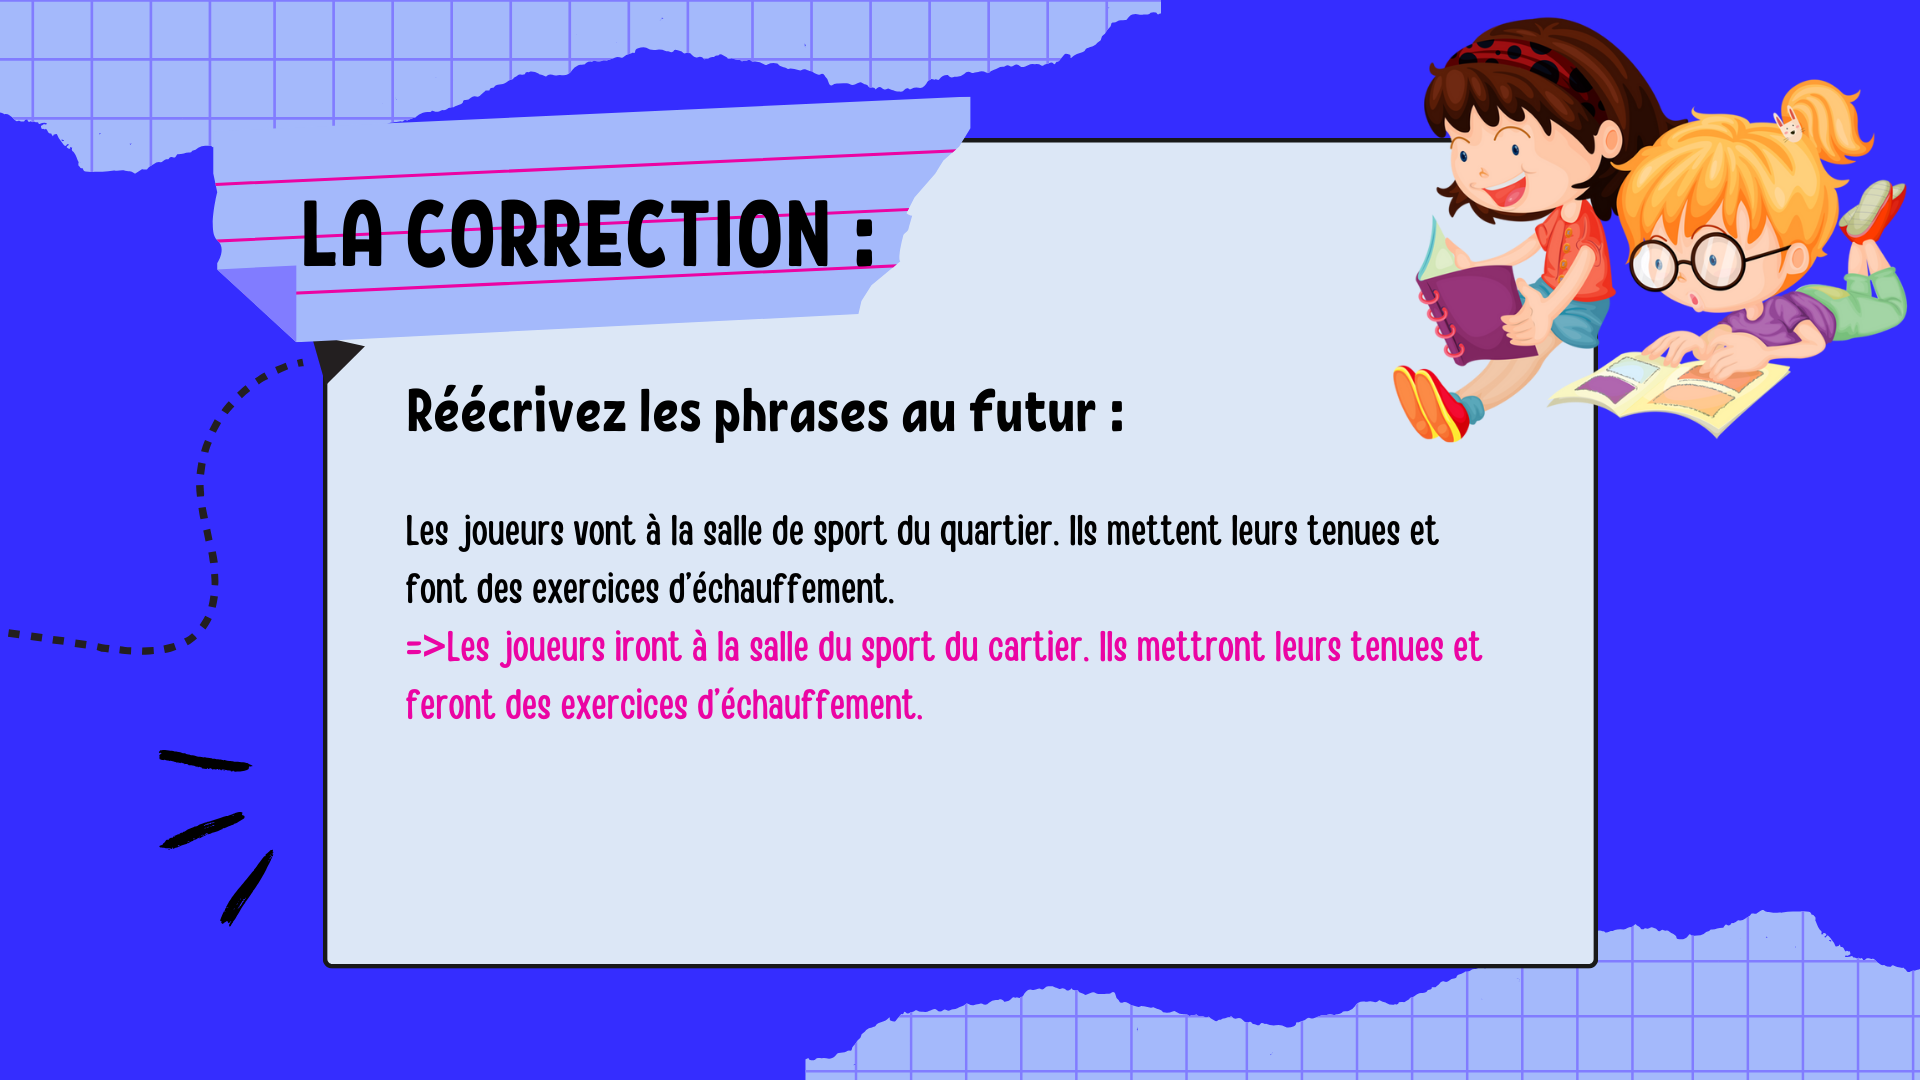 LA CORRECTION :
Réécrivez les phrases au futur :
Les joueurs vont à la salle de sport du quartier. Ils mettent leurs tenues et
font des exercices d'échauffement.
=>Les joueurs iront à la salle du sport du cartier. Ils mettront leurs tenues et
feront des exercices d'échauffement.